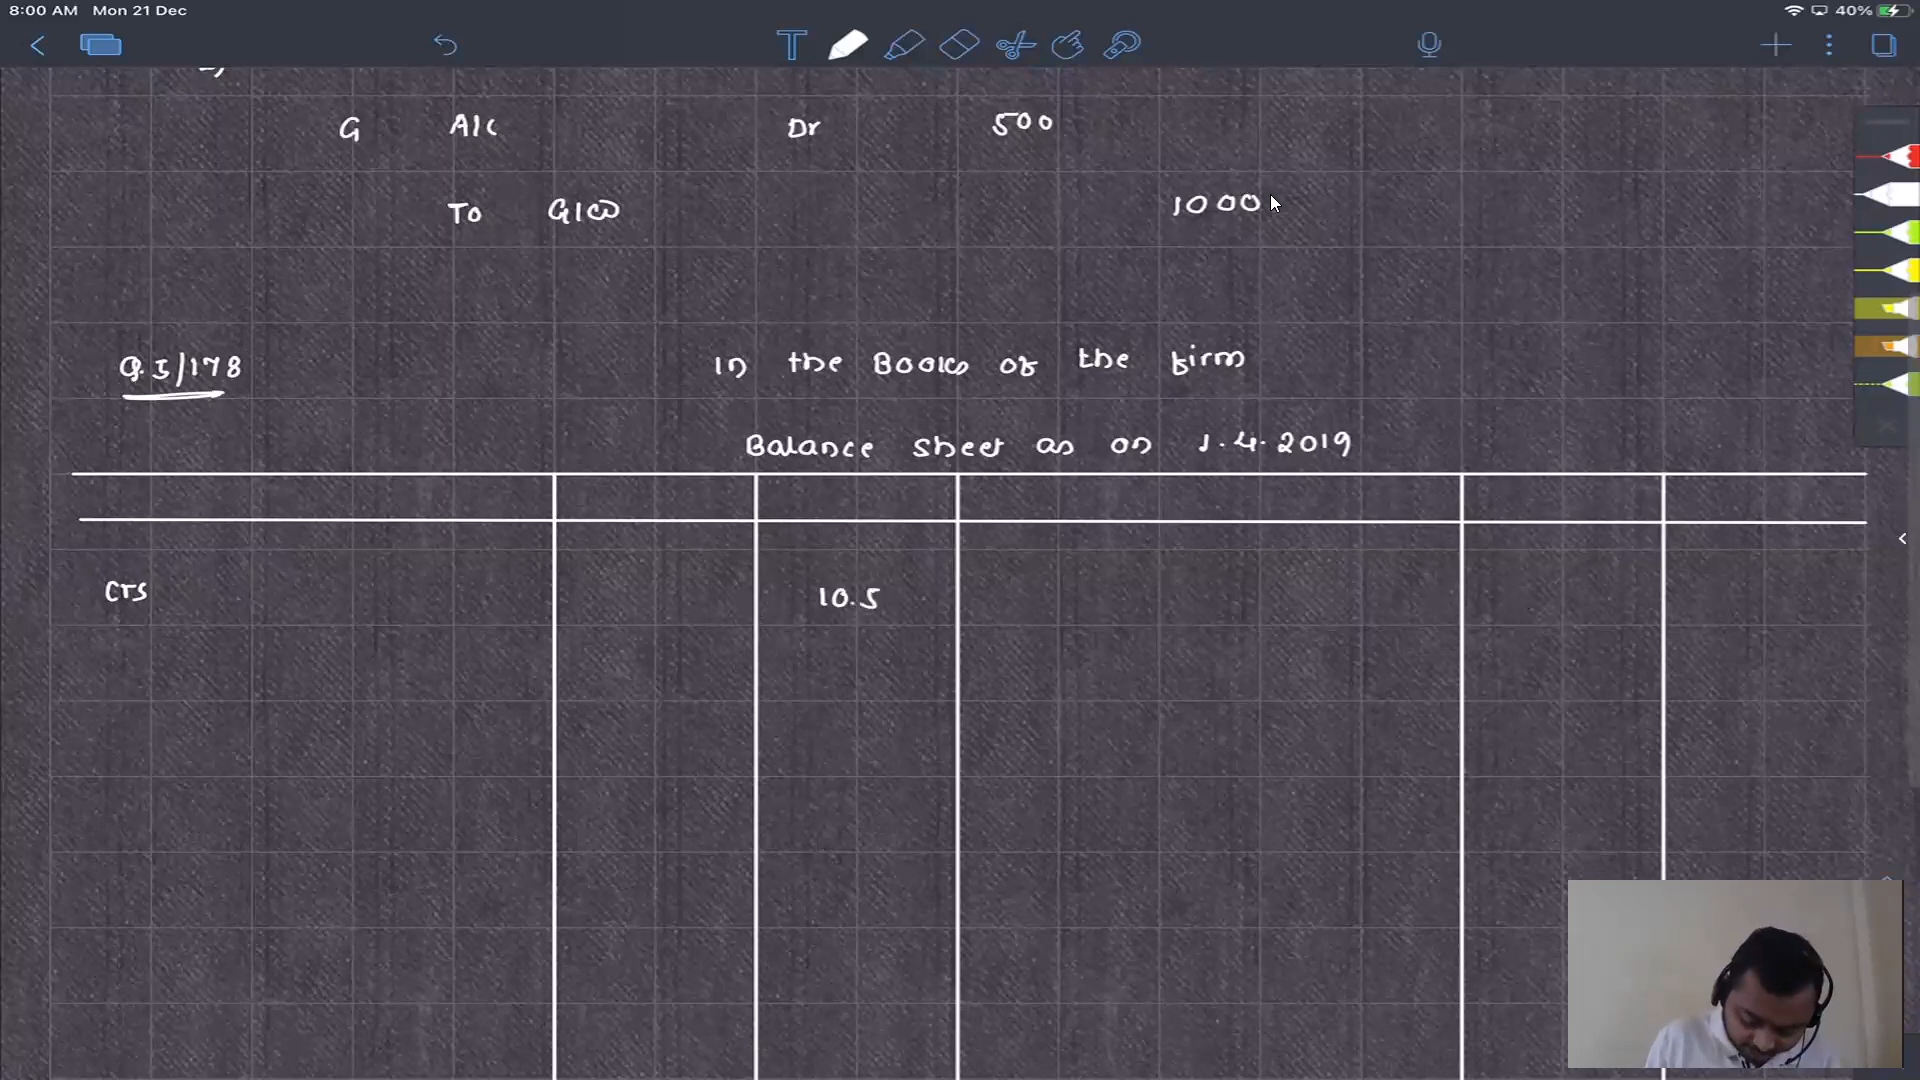 8:00 AM Mon 21 Dec
40%
G A/c Dr 500
To G/w 1000
Q.I/178
In the Books of the firm
Balance sheet as on 1.4.2019
CTS 10.5